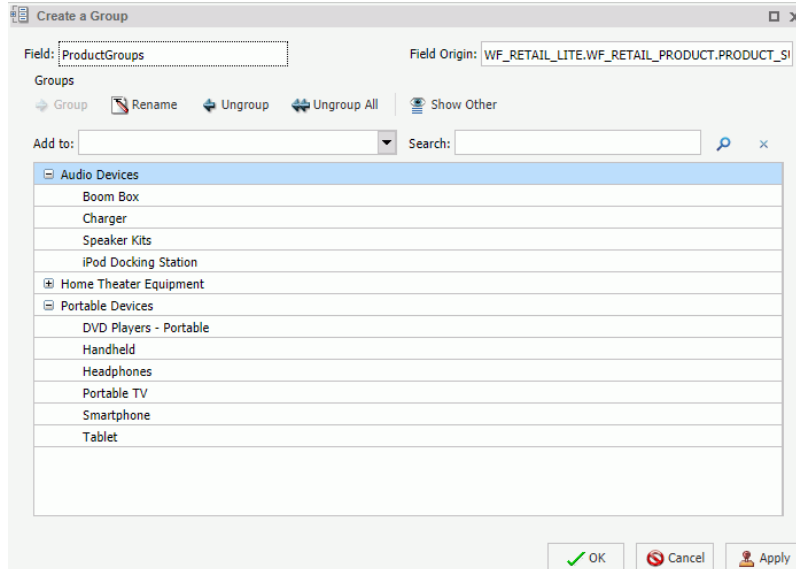 Create a Group
Field: ProductGroups Field Origin: WF_RETAIL_LITE.WF_RETAIL_PRODUCT.PRODUCT_S
Groups
Group Rename Ungroup Ungroup All Show Other
Add to: Search:
Audio Devices
Boom Box
Charger
Speaker Kits
iPod Docking Station
Home Theater Equipment
Portable Devices
DVD Players - Portable
Handheld
Headphones
Portable TV
Smartphone
Tablet
OK Cancel Apply